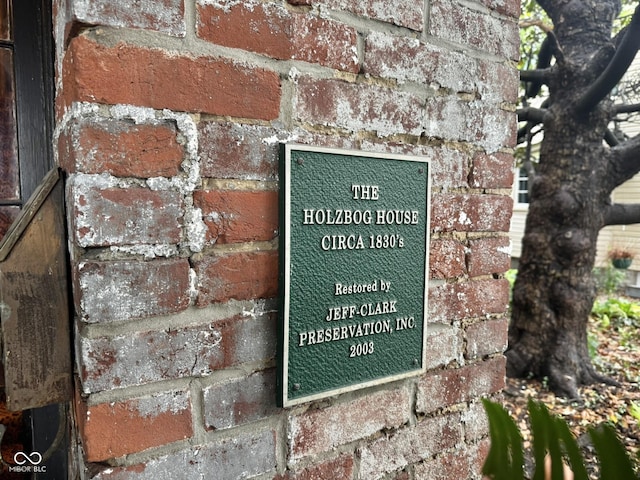 THE
HOLZBOG HOUSE
CIRCA 1830's
Restored by
JEFF-CLARK
PRESERVATION, INC.
2003
MIBOR BLC